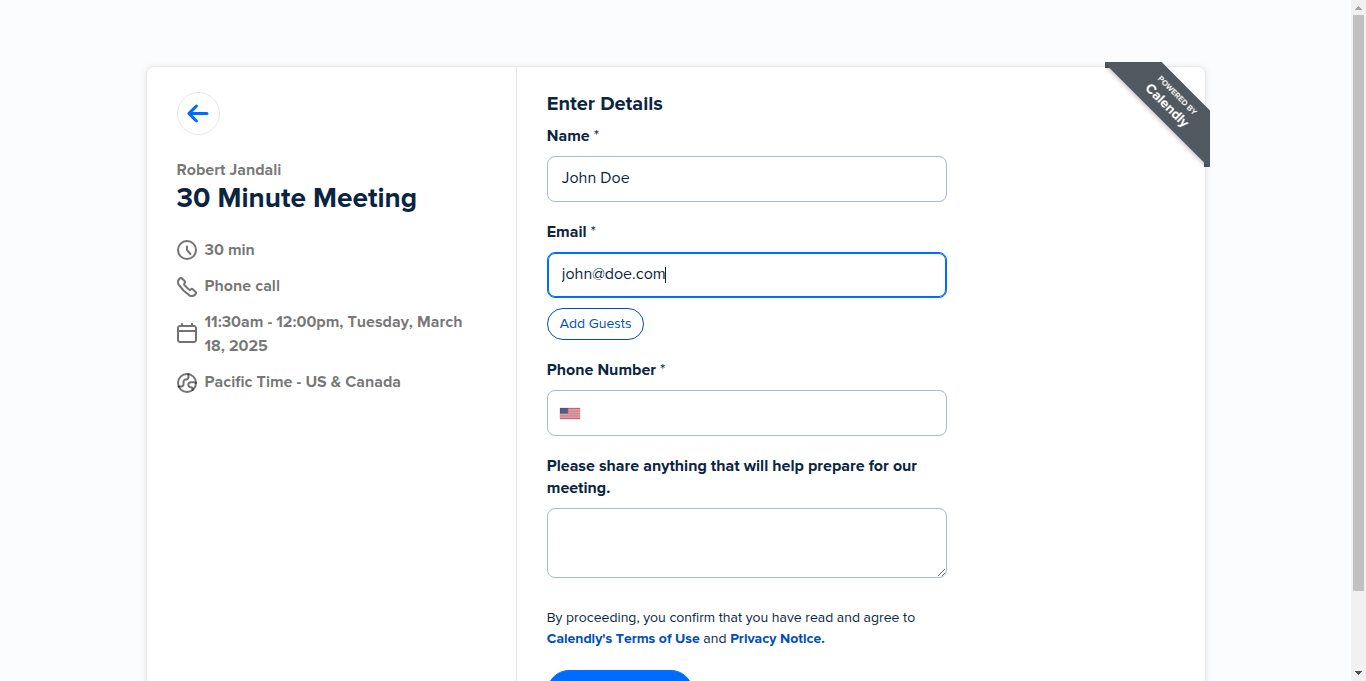 Robert Jandali
30 Minute Meeting
30 min
Phone call
11:30am - 12:00pm, Tuesday, March
18, 2025
Pacific Time - US & Canada
Enter Details
Name *
John Doe
Email *
john@doe.com
Add Guests
Phone Number *
Please share anything that will help prepare for our
meeting.
By proceeding, you confirm that you have read and agree to
Calendly's Terms of Use and Privacy Notice.
POWERED BY
Calendly